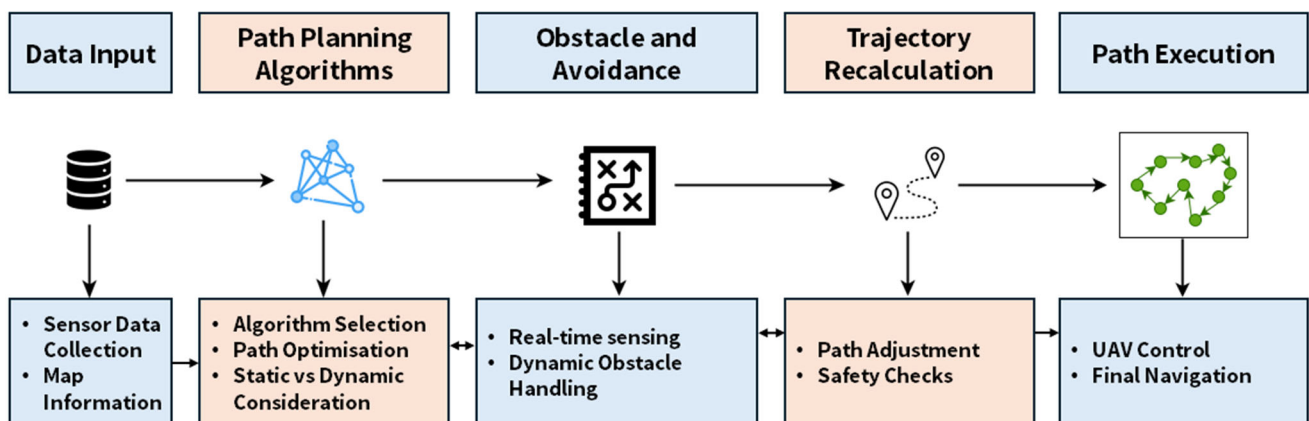 Data Input
Path Planning
Algorithms
Obstacle and
Avoidance
Trajectory
Recalculation
Path Execution
• Sensor Data
Collection
• Map
Information
• Algorithm Selection
• Path Optimisation
• Static vs Dynamic
Consideration
• Real-time sensing
• Dynamic Obstacle
Handling
• Path Adjustment
• Safety Checks
• UAV Control
• Final Navigation